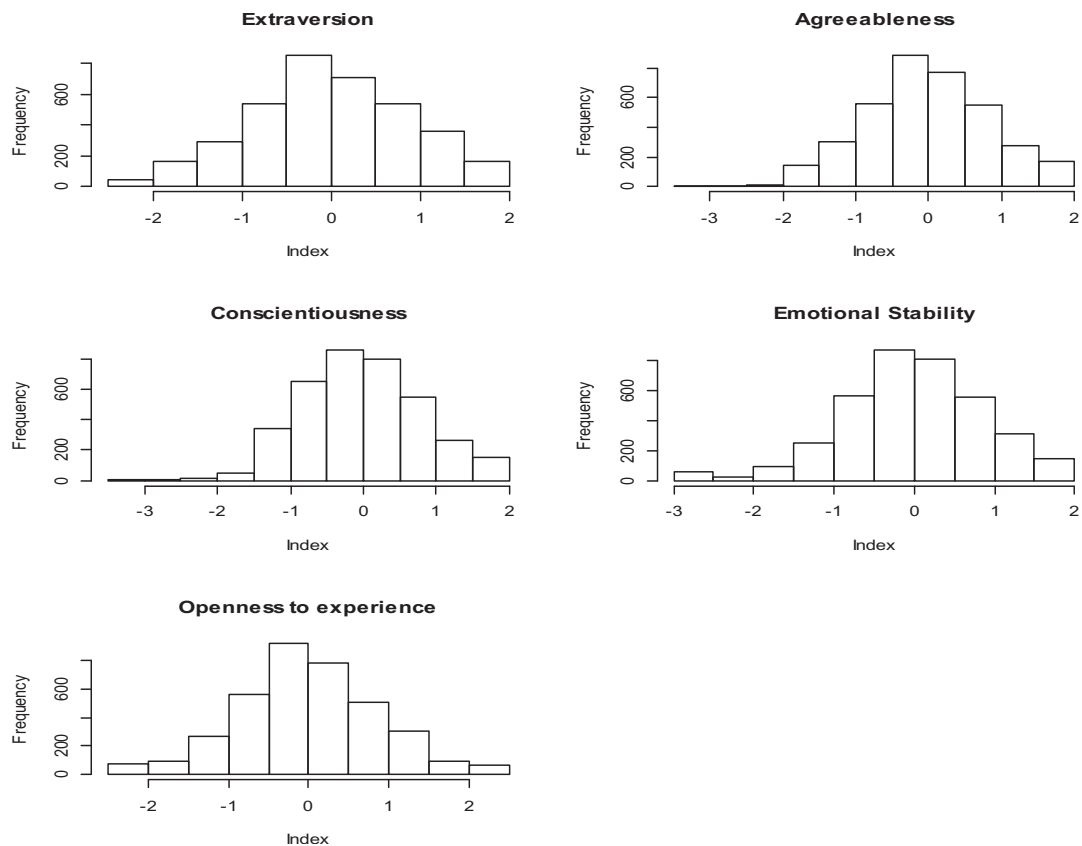 Extraversion
Frequency
600
200
0
-2 -1 0 1 2
Index
Agreeableness
Frequency
600
200
0
-3 -2 -1 0 1 2
Index
Conscientiousness
Frequency
600
200
0
-3 -2 -1 0 1 2
Index
Emotional Stability
Frequency
600
200
0
-3 -2 -1 0 1 2
Index
Openness to experience
Frequency
600
200
0
-2 -1 0 1 2
Index